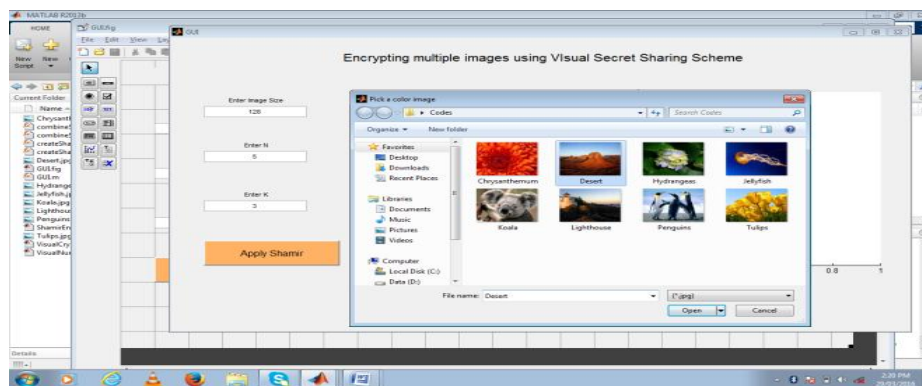 MATLAB R2013b
HOME
New Script
New
Current Folder
Name
Chrysanth
combineS
combineS
createSha
createSha
Desert.jpg
GUI.fig
GUI.m
Hydrange
Jellyfish.j
Koala.jpg
Lighthous
Penguins
ShamirEn
Tulips.jpg
VisualCry
VisualNur
Details
GUI.fig
File Edit View Lay
GUI
Encrypting multiple images using VIsual Secret Sharing Scheme
Enter Image Size
128
Enter N
5
Enter K
3
Apply Shamir
Pick a color image
Codes
Search Codes
Organize
New folder
Favorites
Desktop
Downloads
Recent Places
Libraries
Documents
Music
Pictures
Videos
Computer
Local Disk (C:)
Data (D:)
Chrysanthemum
Desert
Hydrangeas
Jellyfish
Koala
Lighthouse
Penguins
Tulips
File name: Desert
(*.jpg)
Open
Cancel
0.8
1
2:20 PM